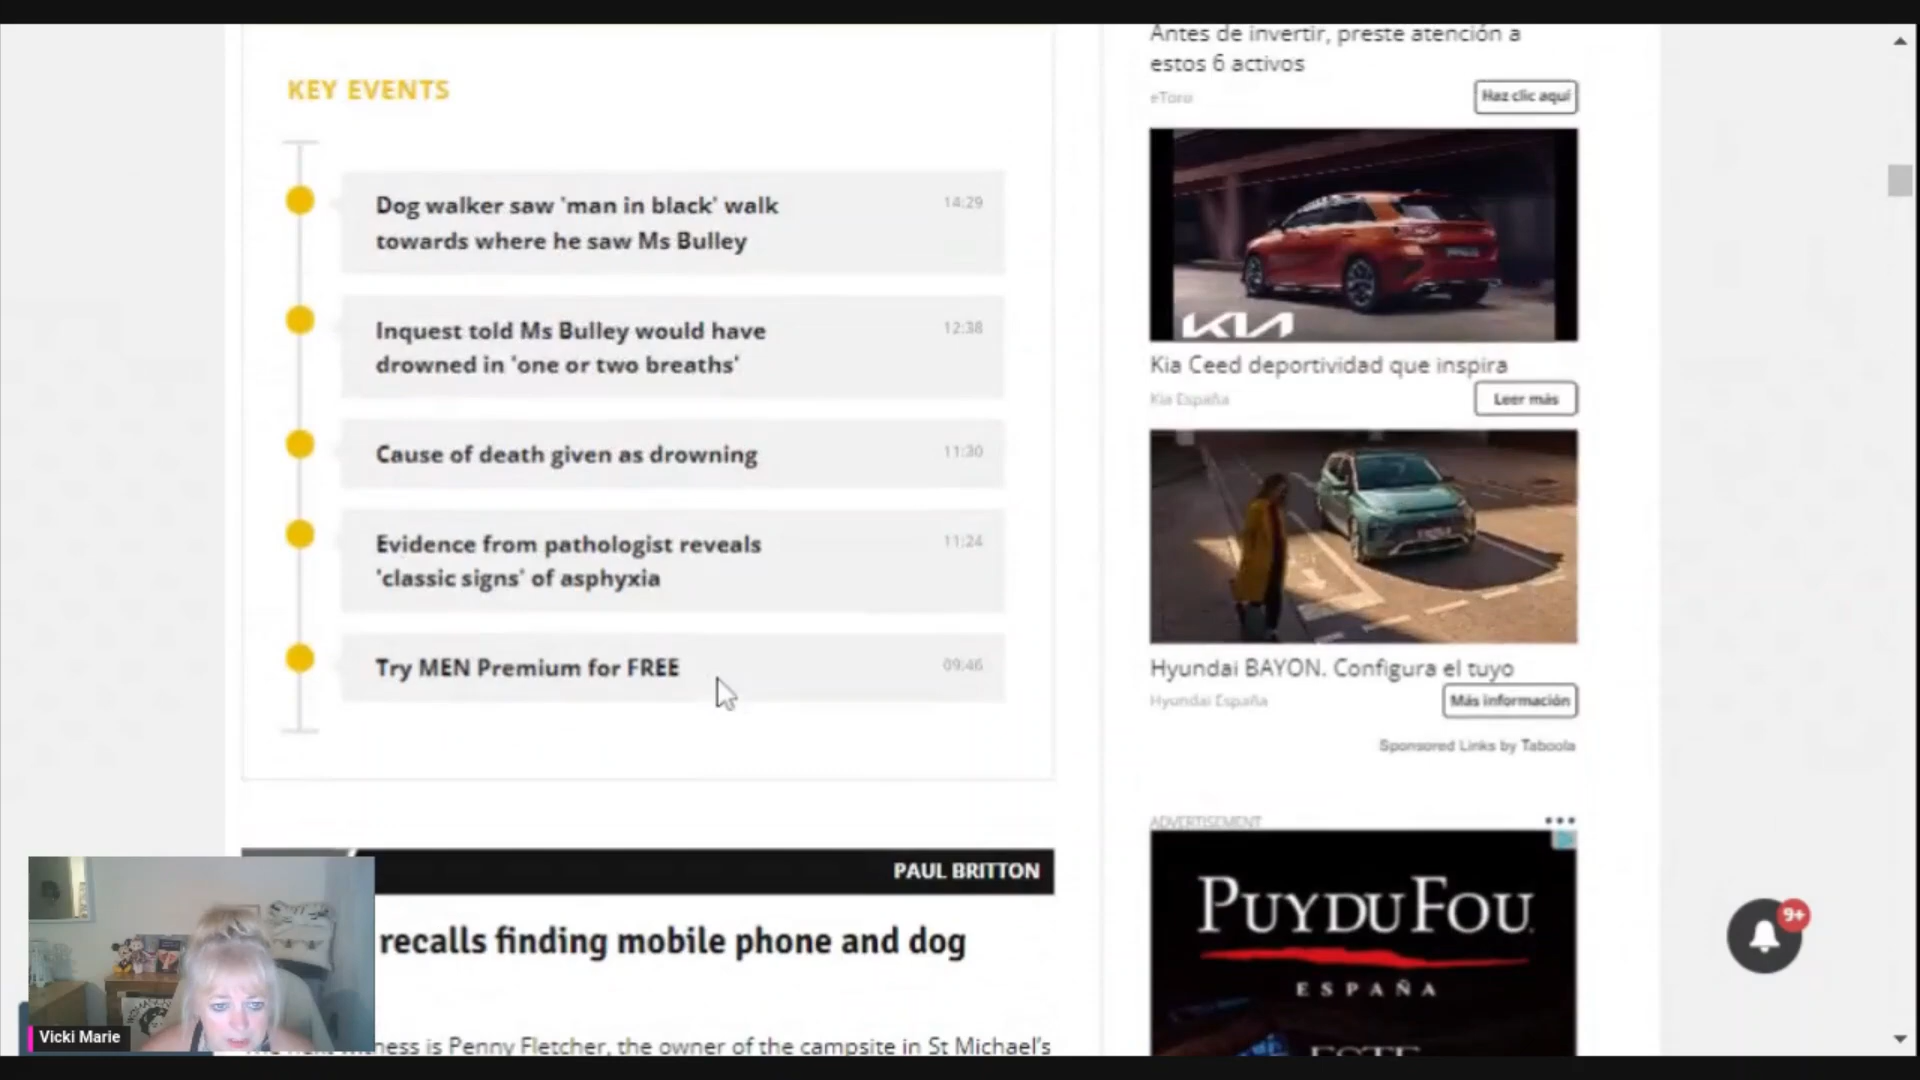 KEY EVENTS
Dog walker saw 'man in black' walk
towards where he saw Ms Bulley
14:29
Inquest told Ms Bulley would have
drowned in 'one or two breaths'
12:38
Cause of death given as drowning
11:30
Evidence from pathologist reveals
'classic signs' of asphyxia
11:24
Try MEN Premium for FREE
09:46
PAUL BRITTON
recalls finding mobile phone and dog
ness is Penny Fletcher, the owner of the campsite in St Michael's
Vicki Marie
Antes de invertir, preste atención a
estos 6 activos
eToro
Haz clic aquí
KIA
Kia Ceed deportividad que inspira
Kia España
Leer más
Hyundai BAYON. Configura el tuyo
Hyundai España
Más información
Sponsored Links by Taboola
ADVERTISEMENT
PUY DU FOU
ESPAÑA
ESTE
9+